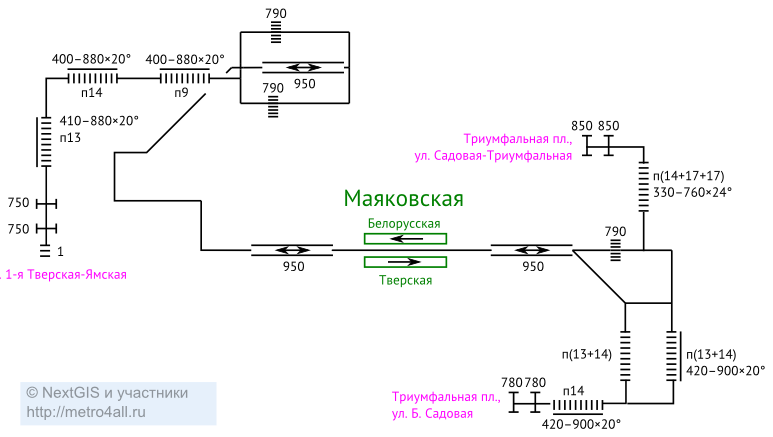 790
400–880×20°
400–880×20°
п14
п9
790
950
410–880×20°
п13
750
750
1
1-я Тверская-Ямская
850 850
Триумфальная пл.,
ул. Садовая-Триумфальная
п(14+17+17)
330–760×24°
Маяковская
Белорусская
790
950
950
Тверская
п(13+14)
п(13+14)
420–900×20°
780 780
п14
Триумфальная пл.,
ул. Б. Садовая
420–900×20°
© NextGIS и участники
http://metro4all.ru